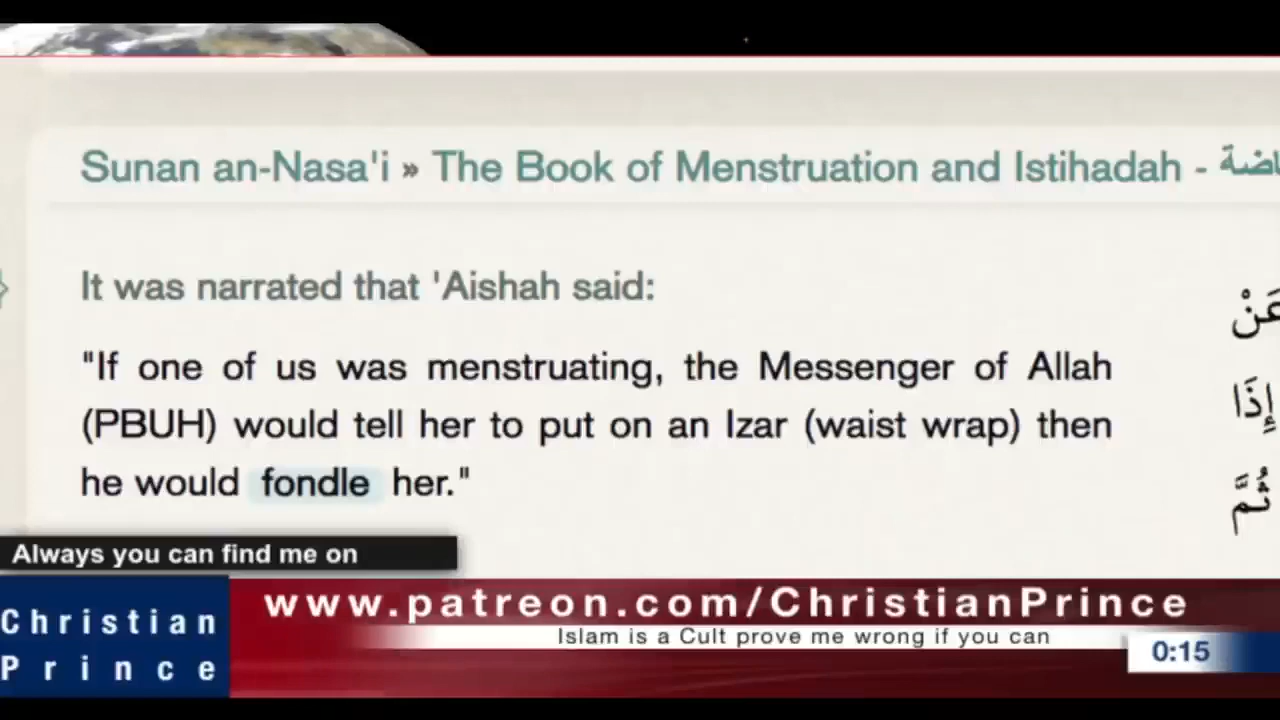 Sunan an-Nasa'i » The Book of Menstruation and Istihadah -
It was narrated that 'Aishah said:
عَنْ
"If one of us was menstruating, the Messenger of Allah
إِذَا
(PBUH) would tell her to put on an Izar (waist wrap) then
he would fondle her."
ثُمَّ
Always you can find me on
www.patreon.com/ChristianPrince
Christian
Prince
Islam is a Cult prove me wrong if you can
0:15